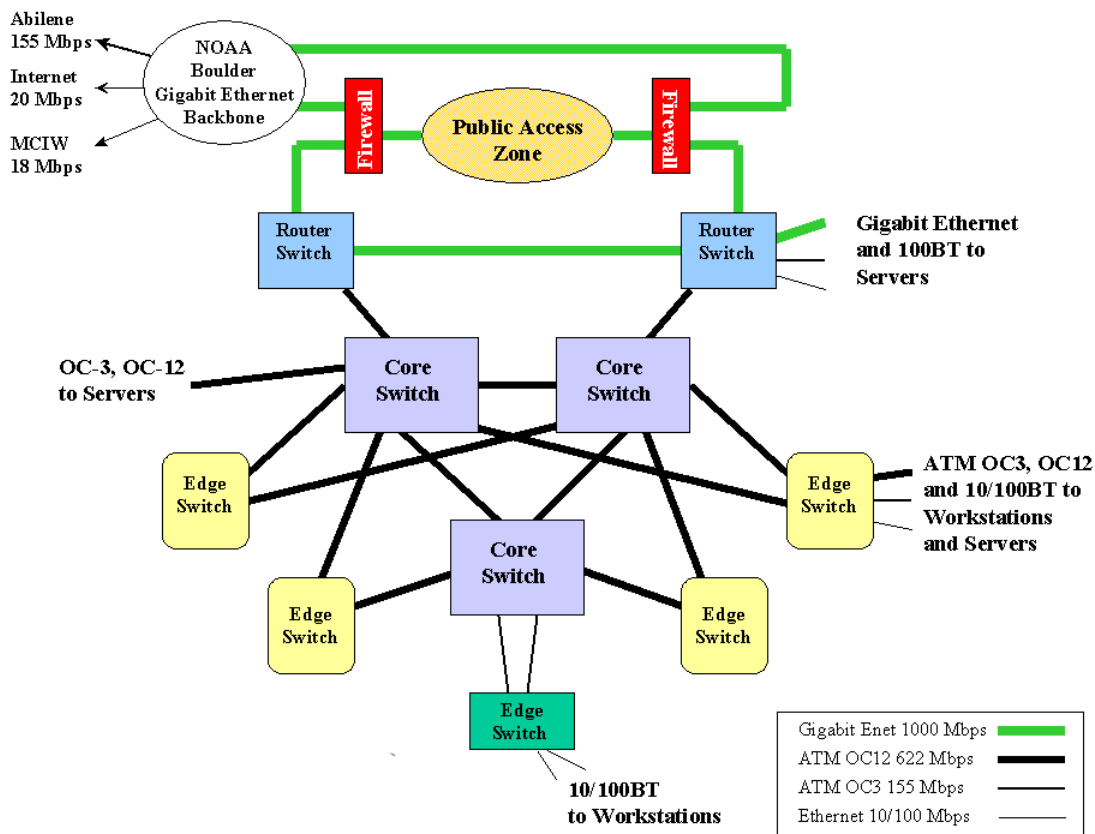 Abilene
155 Mbps
Internet
20 Mbps
MCIW
18 Mbps
NOAA
Boulder
Gigabit Ethernet
Backbone
Firewall
Public Access
Zone
Firewall
Router
Switch
Router
Switch
Gigabit Ethernet
and 100BT to
Servers
OC-3, OC-12
to Servers
Core
Switch
Core
Switch
Edge
Switch
Edge
Switch
ATM OC3, OC12
and 10/100BT to
Workstations
and Servers
Core
Switch
Edge
Switch
Edge
Switch
Edge
Switch
10/100BT
to Workstations
Gigabit Enet 1000 Mbps
ATM OC12 622 Mbps
ATM OC3 155 Mbps
Ethernet 10/100 Mbps